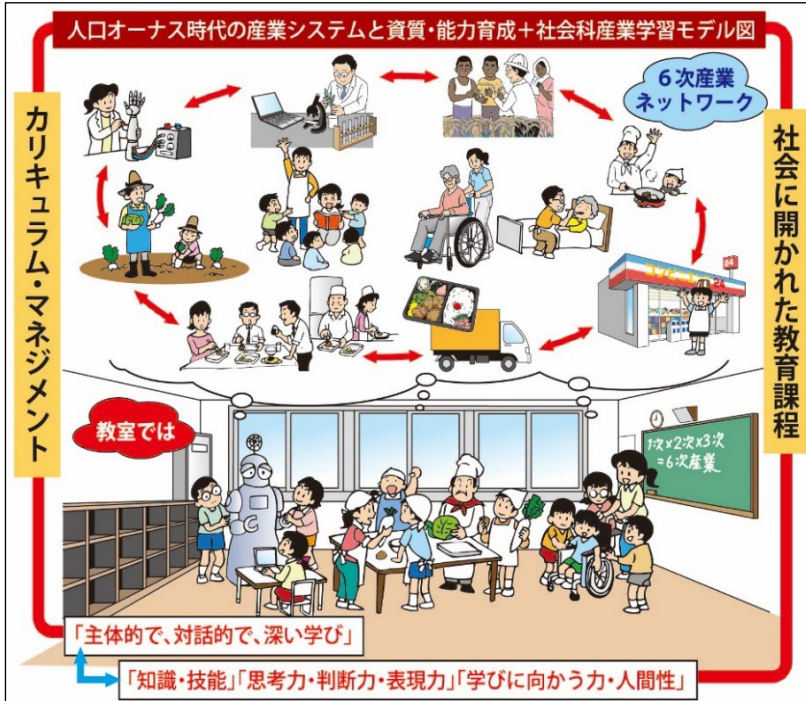 人口オーナス時代の産業システムと資質・能力育成+社会科産業学習モデル図
6次産業
ネットワーク
カリキュラム・マネジメント
社会に開かれた教育課程
コンビニ
24
24
教室では
1次×2次×3次
=6次産業
「主体的で、対話的で、深い学び」
「知識・技能」「思考力・判断力・表現力」「学びに向かう力・人間性」